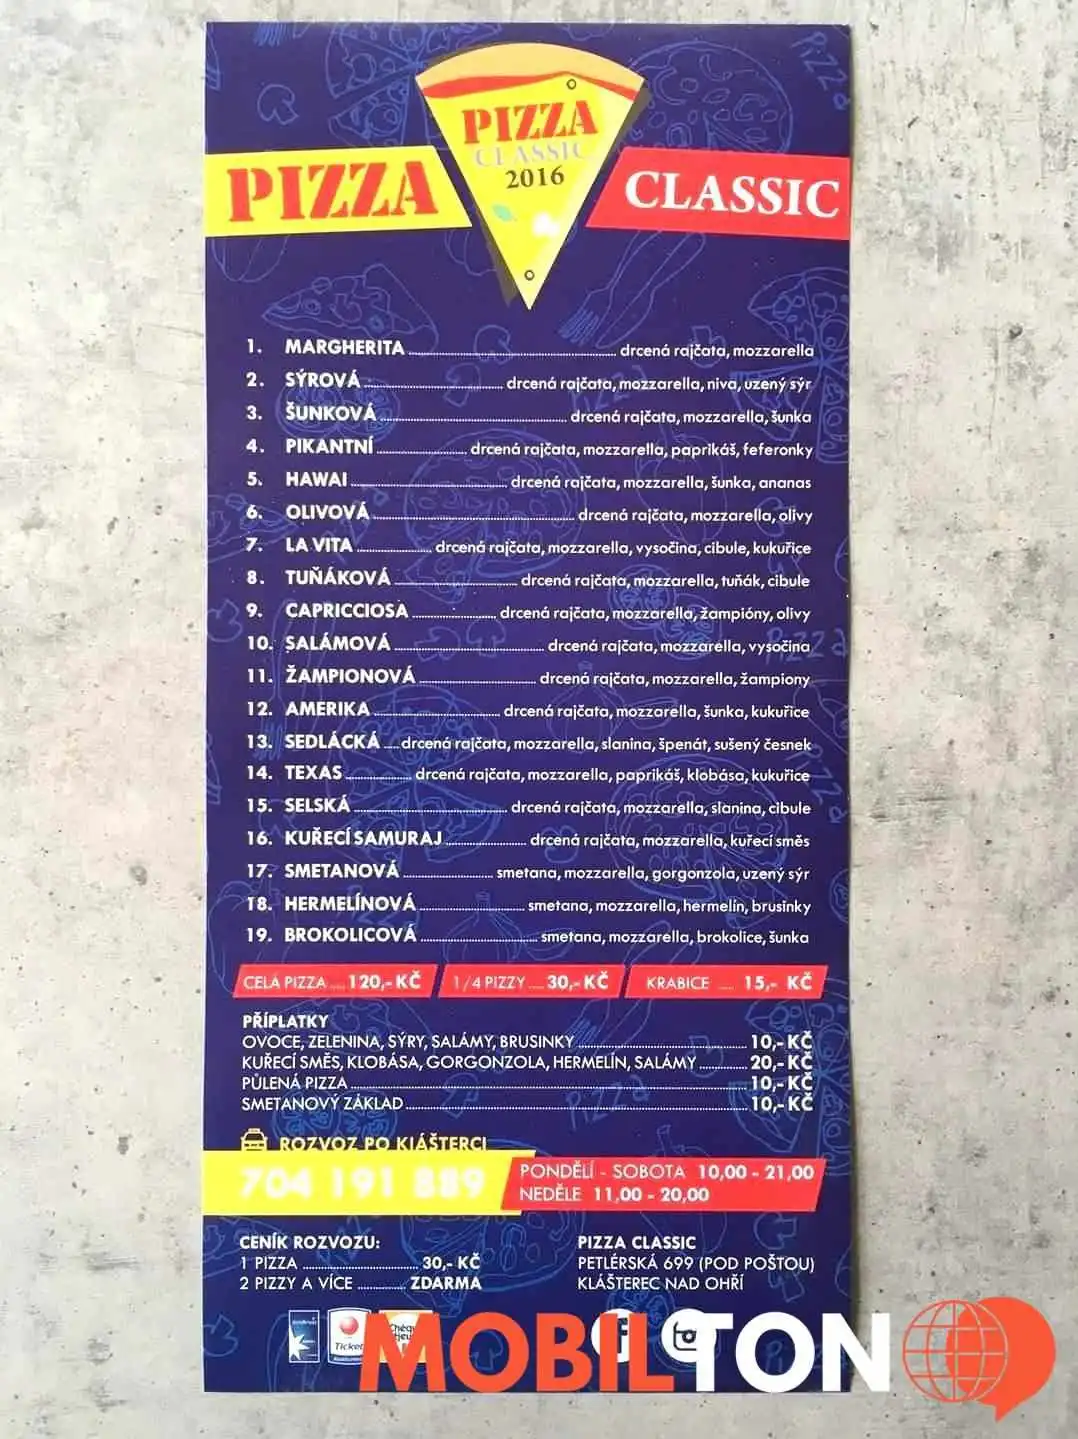 PIZZA
CLASSIC
2016
PIZZA
CLASSIC
1. MARGHERITA drcená rajčata, mozzarella
2. SÝROVÁ drcená rajčata, mozzarella, niva, uzený sýr
3. ŠUNKOVÁ drcená rajčata, mozzarella, šunka
4. PIKANTNÍ drcená rajčata, mozzarella, paprikáš, feferonky
5. HAWAI drcená rajčata, mozzarella, šunka, ananas
6. OLIVOVÁ drcená rajčata, mozzarella, olivy
7. LA VITA drcená rajčata, mozzarella, vysočina, cibule, kukuřice
8. TUŇÁKOVÁ drcená rajčata, mozzarella, tuňák, cibule
9. CAPRICCIOSA drcená rajčata, mozzarella, žampióny, olivy
10. SALÁMOVÁ drcená rajčata, mozzarella, vysočina
11. ŽAMPIONOVÁ drcená rajčata, mozzarella, žampiony
12. AMERIKA drcená rajčata, mozzarella, šunka, kukuřice
13. SEDLÁCKÁ drcená rajčata, mozzarella, slanina, špenát, sušený česnek
14. TEXAS drcená rajčata, mozzarella, paprikáš, klobása, kukuřice
15. SELSKÁ drcená rajčata, mozzarella, slanina, cibule
16. KUŘECÍ SAMURAJ drcená rajčata, mozzarella, kuřecí směs
17. SMETANOVÁ smetana, mozzarella, gorgonzola, uzený sýr
18. HERMELÍNOVÁ smetana, mozzarella, hermelín, brusinky
19. BROKOLICOVÁ smetana, mozzarella, brokolice, šunka
CELÁ PIZZA 120,- KČ 1/4 PIZZY 30,- KČ KRABICE 15,- KČ
PŘÍPLATKY
OVOCE, ZELENINA, SÝRY, SALÁMY, BRUSINKY 10,- KČ
KUŘECÍ SMĚS, KLOBÁSA, GORGONZOLA, HERMELÍN, SALÁMY 20,- KČ
PŮLENÁ PIZZA 10,- KČ
SMETANOVÝ ZÁKLAD 10,- KČ
ROZVOZ PO KLÁŠTERCI
704 191 889
PONDĚLÍ - SOBOTA 10,00 - 21,00
NEDĚLE 11,00 - 20,00
CENÍK ROZVOZU:
1 PIZZA 30,- KČ
2 PIZZY A VÍCE ZDARMA
PIZZA CLASSIC
PETLÉRSKÁ 699 (POD POŠTOU)
KLÁŠTEREC NAD OHŘÍ
Ticket
MOBILTON